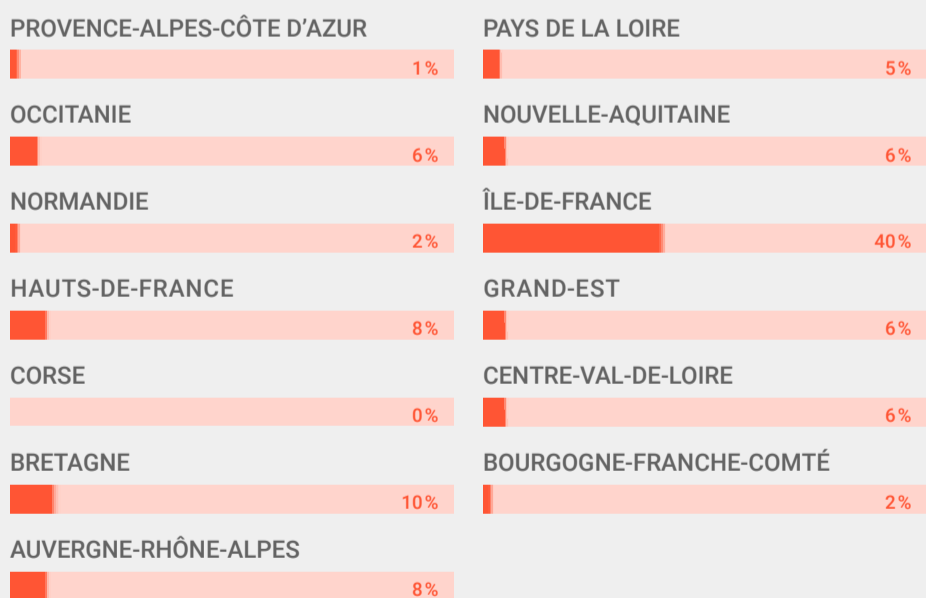 PROVENCE-ALPES-CÔTE D’AZUR
1%
PAYS DE LA LOIRE
5%
OCCITANIE
6%
NOUVELLE-AQUITAINE
6%
NORMANDIE
2%
ÎLE-DE-FRANCE
40%
HAUTS-DE-FRANCE
8%
GRAND-EST
6%
CORSE
0%
CENTRE-VAL-DE-LOIRE
6%
BRETAGNE
10%
BOURGOGNE-FRANCHE-COMTÉ
2%
AUVERGNE-RHÔNE-ALPES
8%